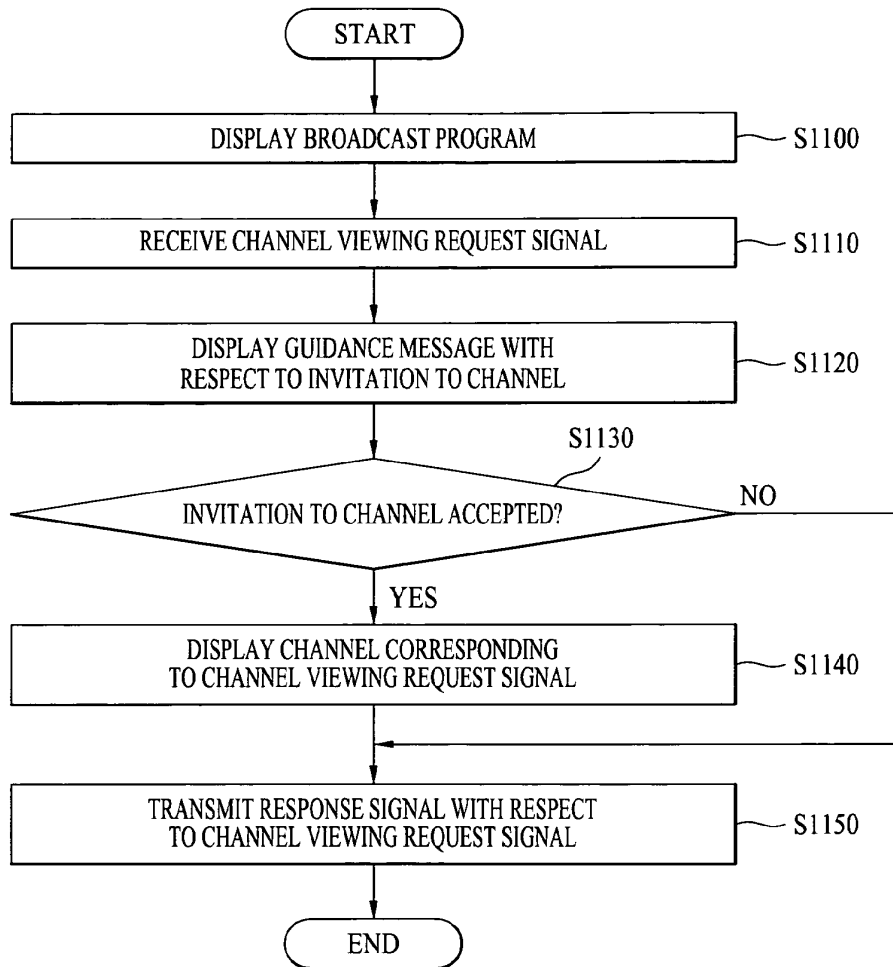 START
DISPLAY BROADCAST PROGRAM
S1100
RECEIVE CHANNEL VIEWING REQUEST SIGNAL
S1110
DISPLAY GUIDANCE MESSAGE WITH
RESPECT TO INVITATION TO CHANNEL
S1120
S1130
INVITATION TO CHANNEL ACCEPTED?
NO
YES
DISPLAY CHANNEL CORRESPONDING
TO CHANNEL VIEWING REQUEST SIGNAL
S1140
TRANSMIT RESPONSE SIGNAL WITH RESPECT
TO CHANNEL VIEWING REQUEST SIGNAL
S1150
END